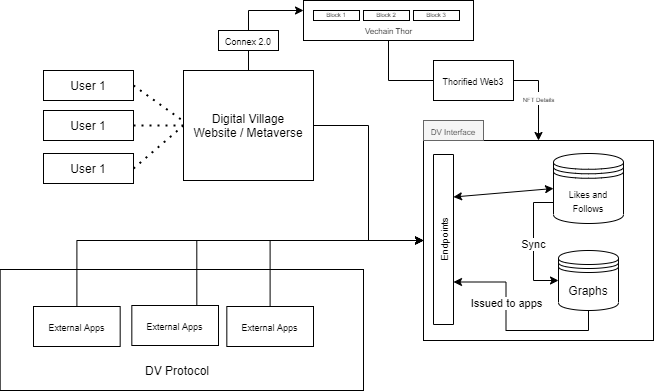 Block 1
Block 2
Block 3
Vechain Thor
Connex 2.0
User 1
User 1
User 1
Digital Village
Website / Metaverse
Thorified Web3
NFT Details
DV Interface
Endpoints
Likes and
Follows
Sync
Graphs
Issued to apps
External Apps
External Apps
External Apps
DV Protocol